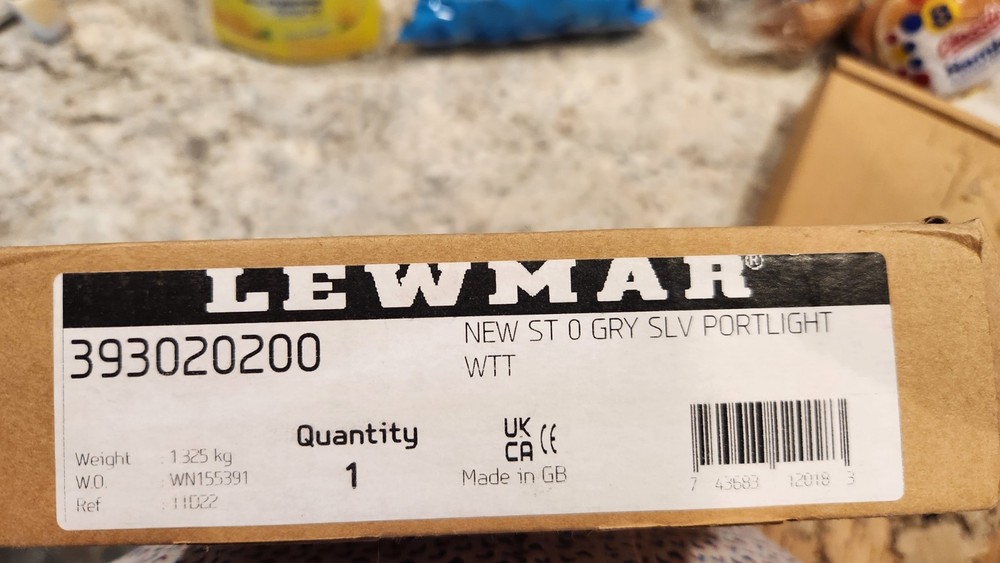 8
LEWMAR®
393020200
NEW ST 0 GRY SLV PORTLIGHT
WTT
Quantity
1
UK
CA CE
Made in GB
Weight : 1.325 kg
W.O. : WN155391
Ref : 11D22
7 43683 12018 3